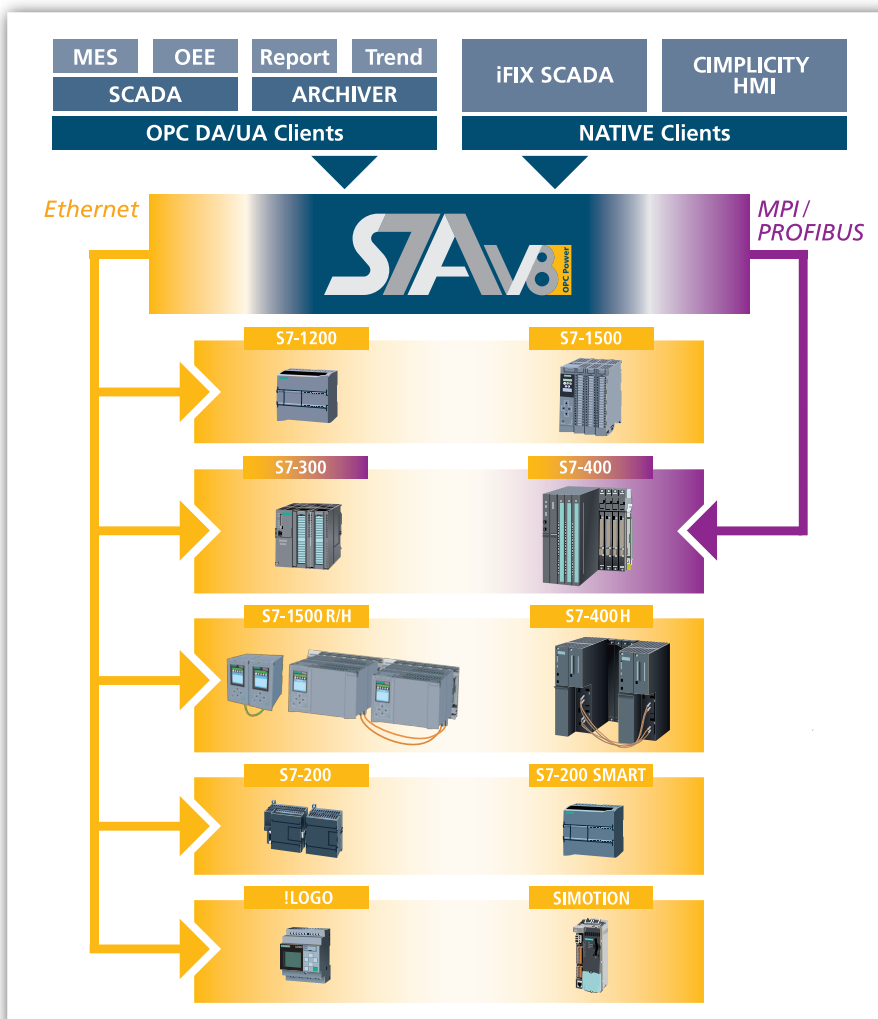 MES
OEE
Report
Trend
SCADA
ARCHIVER
OPC DA/UA Clients
iFIX SCADA
CIMPLICITY
HMI
NATIVE Clients
Ethernet
S7A V8
OPC Power
MPI /
PROFIBUS
S7-1200
S7-1500
S7-300
S7-400
S7-1500 R/H
S7-400 H
S7-200
S7-200 SMART
!LOGO
SIMOTION